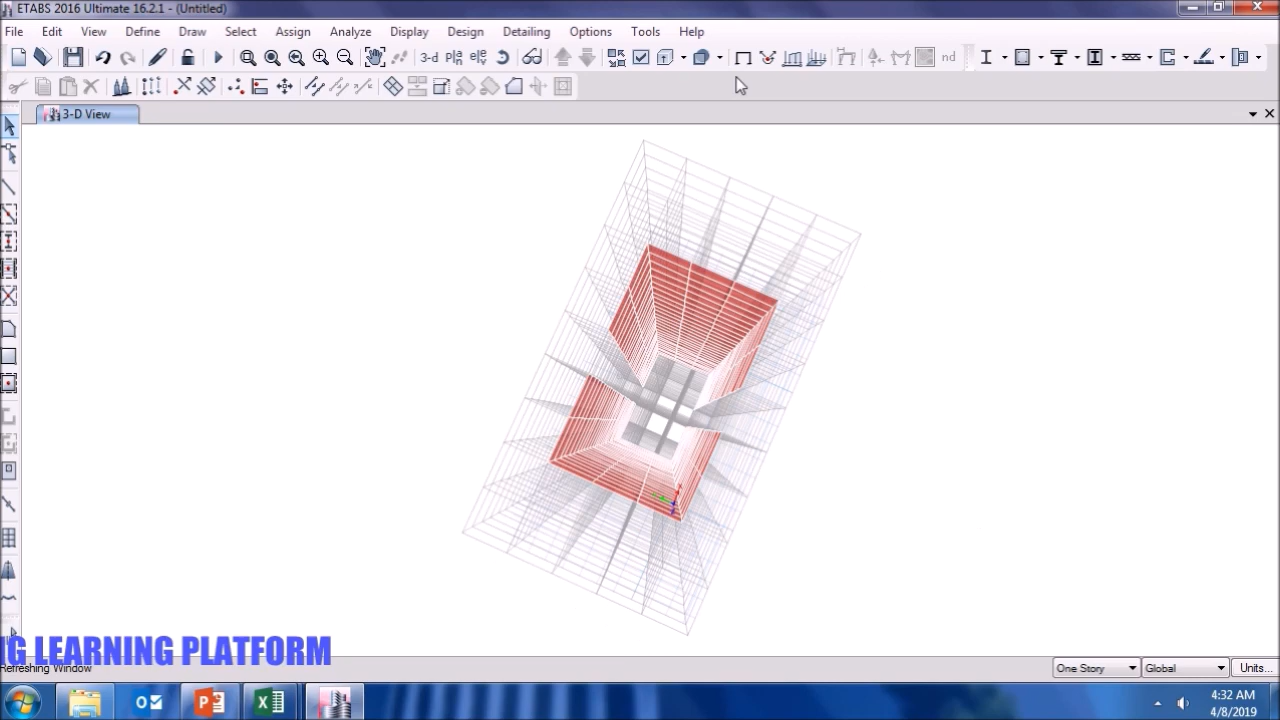 ETABS 2016 Ultimate 16.2.1 - (Untitled)
File Edit View Define Draw Select Assign Analyze Display Design Detailing Options Tools Help
3-d
nd
3-D View
G LEARNING PLATFORM
Refreshing Window
One Story
Global
Units...
4:32 AM
4/8/2019